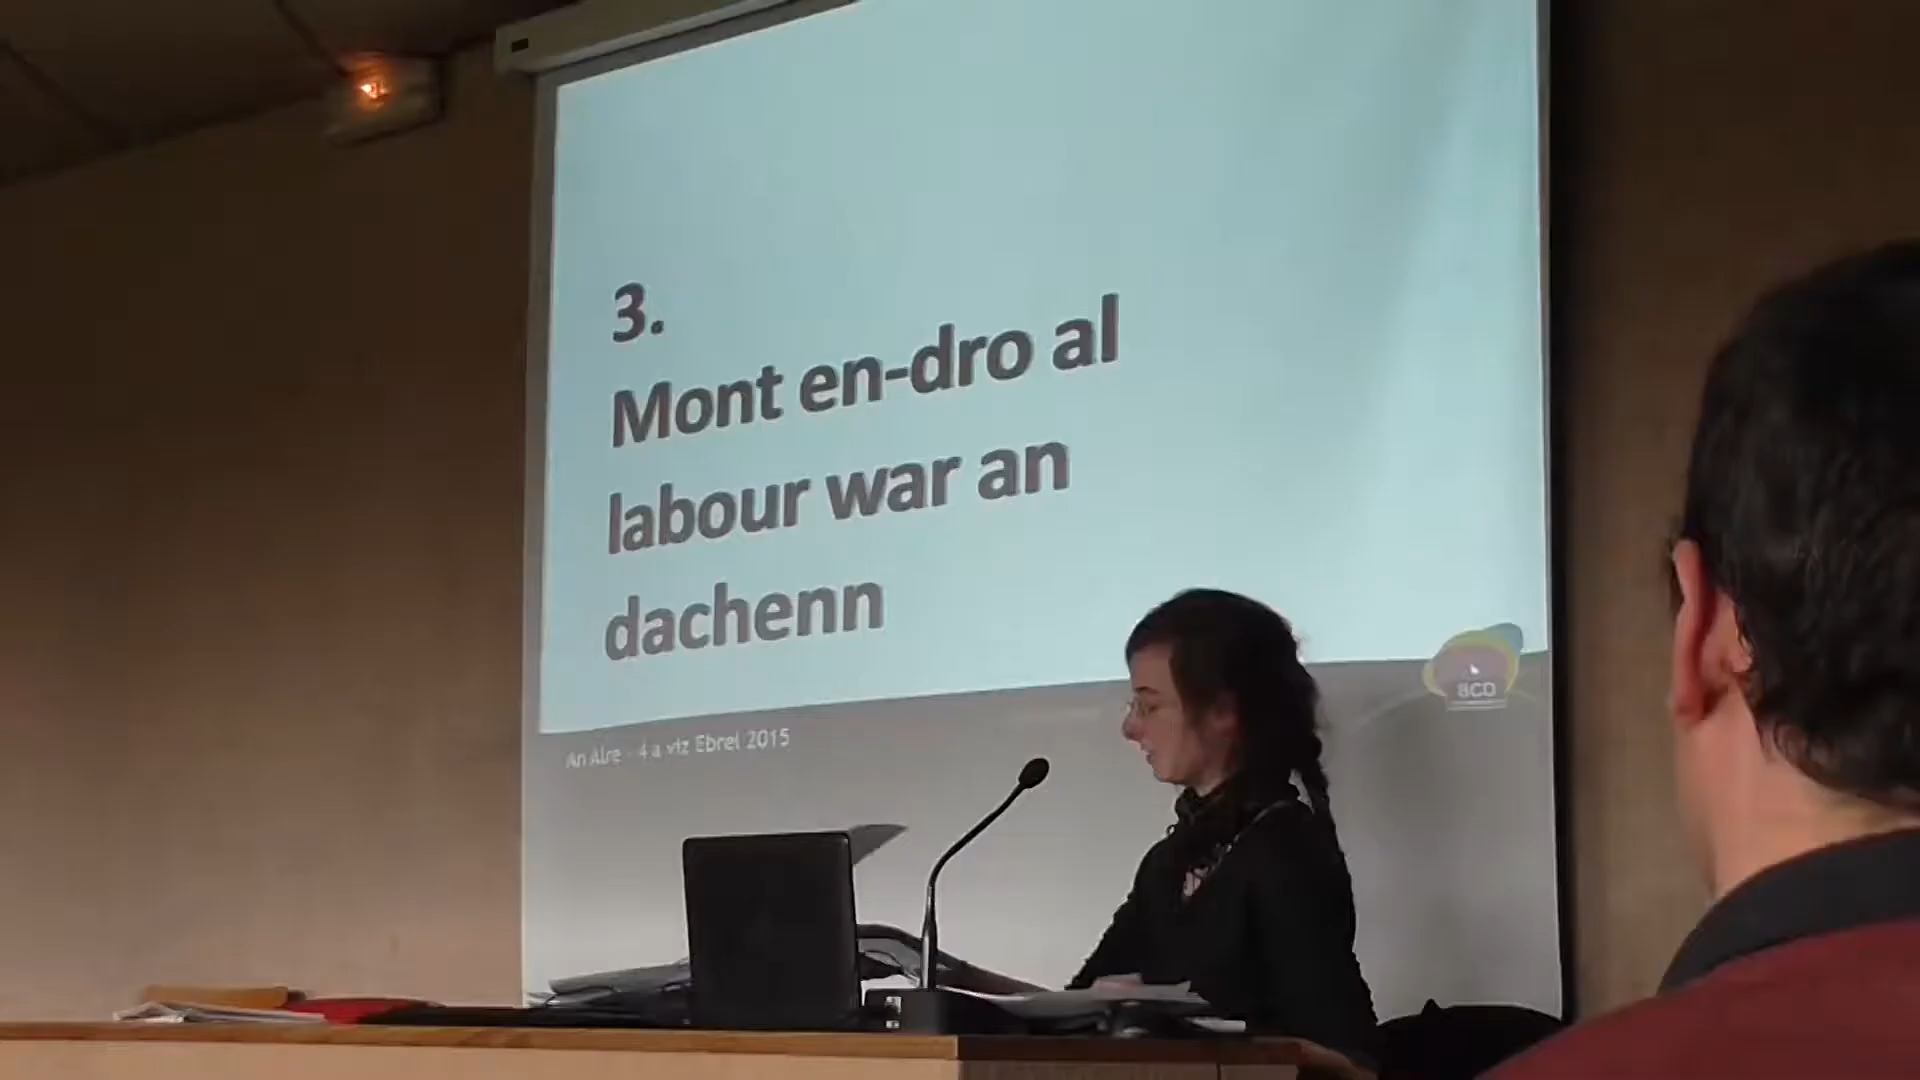 3.
Mont en-dro al
labour war an
dachenn
An Alre - 4 a viz Ebrel 2015
BCD